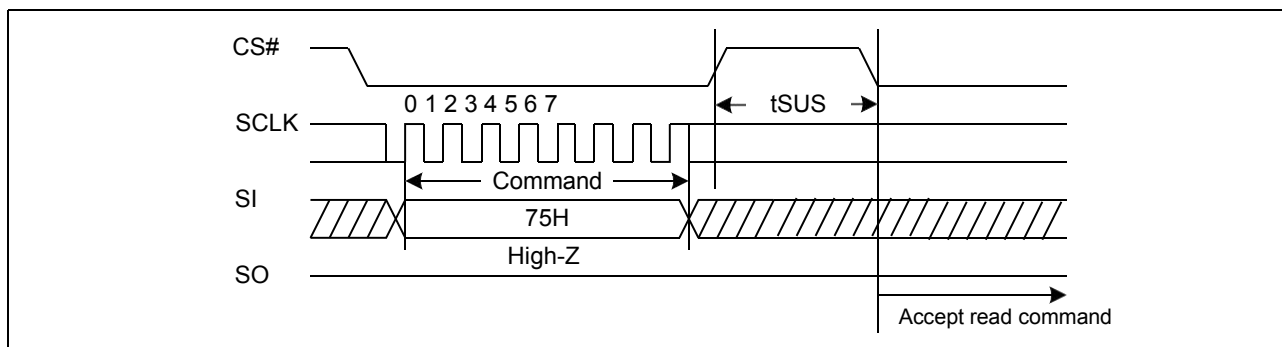 CS#
tSUS
0 1 2 3 4 5 6 7
SCLK
Command
SI
75H
High-Z
SO
Accept read command